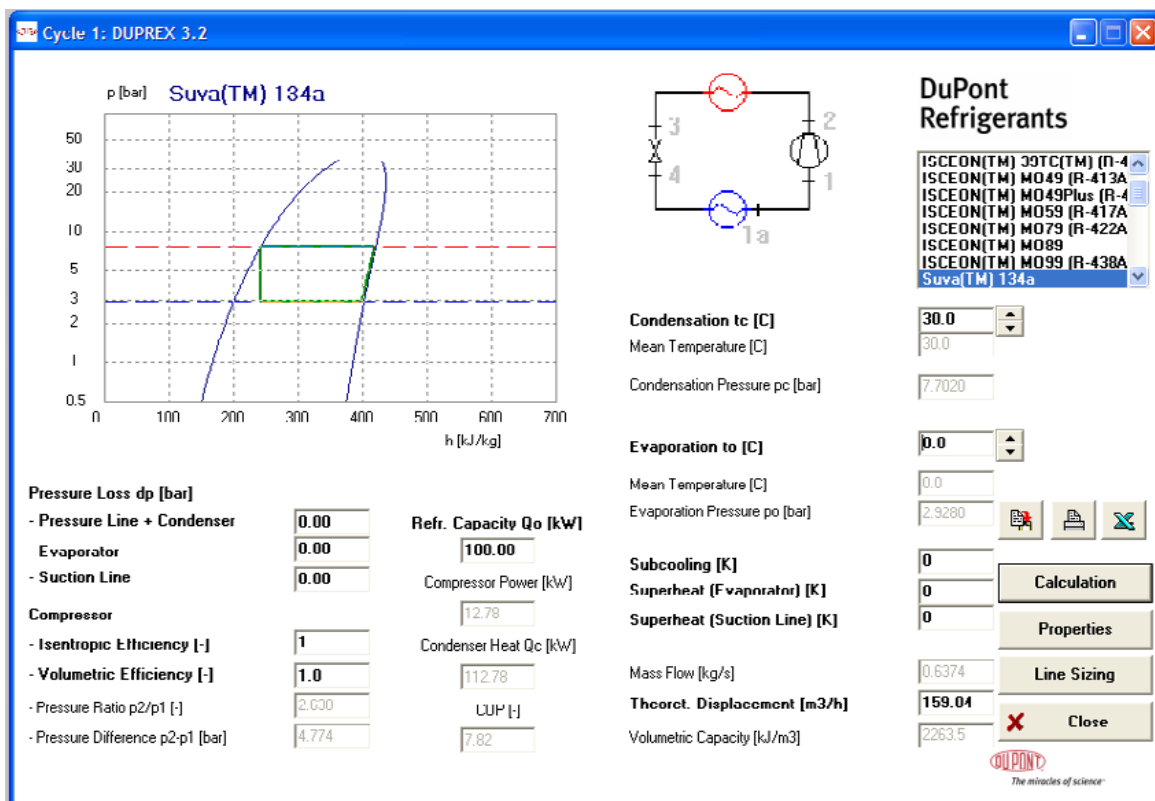 Cycle 1: DUPREX 3.2
p [bar] Suva(TM) 134a
50
30
20
10
5
3
2
1
0.5
0 100 200 300 400 500 600 700
h [kJ/kg]
3 2
4 1
1a
DuPont
Refrigerants
ISCEON(TM) 39TC(TM) (R-4
ISCEON(TM) MO49 (R-413A
ISCEON(TM) MO49Plus (R-4
ISCEON(TM) MO59 (R-417A
ISCEON(TM) MO79 (R-422A
ISCEON(TM) MO89
ISCEON(TM) MO99 (R-438A
Suva(TM) 134a
Condensation tc [C] 30.0
Mean Temperature [C] 30.0
Condensation Pressure pc [bar] 7.7020
Evaporation to [C] 0.0
Mean Temperature [C] 0.0
Evaporation Pressure po [bar] 2.9280
Subcooling [K] 0
Superheat (Evaporator) [K] 0
Superheat (Suction Line) [K] 0
Mass Flow [kg/s] 0.6374
Theoret. Displacement [m3/h] 159.04
Volumetric Capacity [kJ/m3] 2263.5
Pressure Loss dp [bar]
- Pressure Line + Condenser 0.00
Evaporator 0.00
- Suction Line 0.00
Compressor
- Isentropic Efficiency [-] 1
- Volumetric Efficiency [-] 1.0
- Pressure Ratio p2/p1 [-] 2.630
- Pressure Difference p2-p1 [bar] 4.774
Refr. Capacity Qo [kW]
100.00
Compressor Power [kW]
12.78
Condenser Heat Qc [kW]
112.78
COP [-]
7.82
Calculation
Properties
Line Sizing
Close
DUPONT
The miracles of science